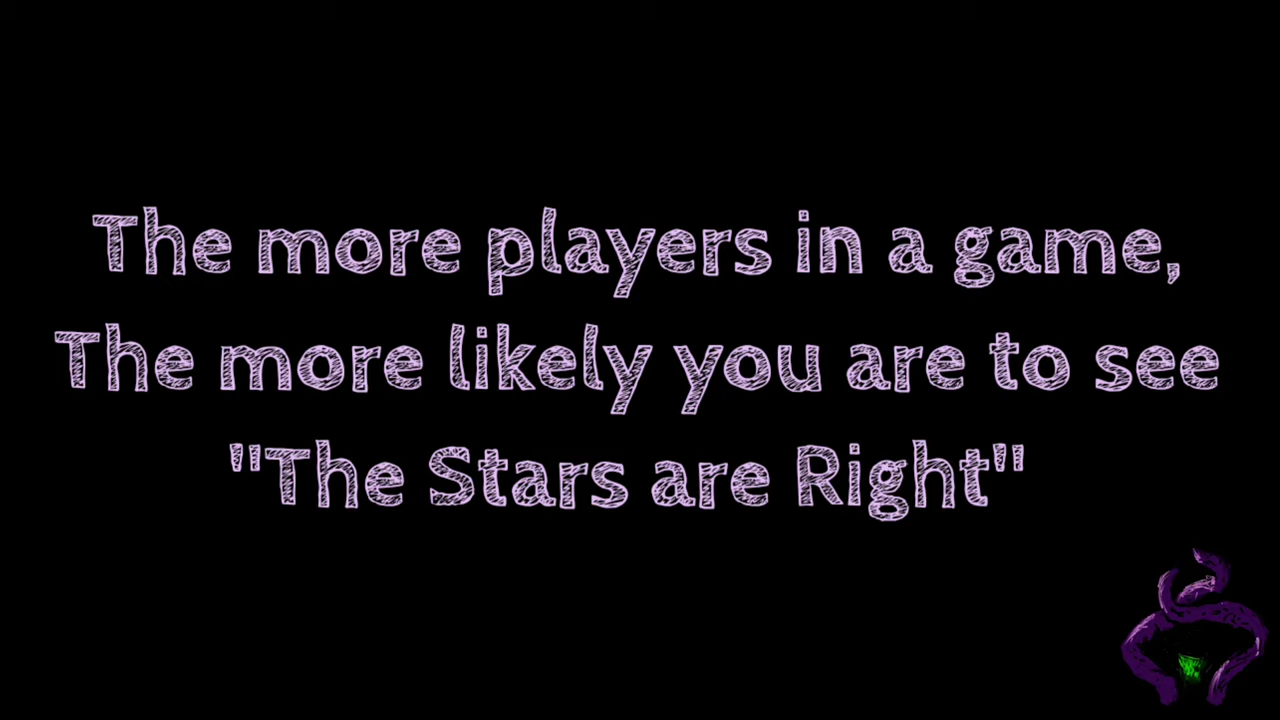 The more players in a game,
The more likely you are to see
"The Stars are Right"